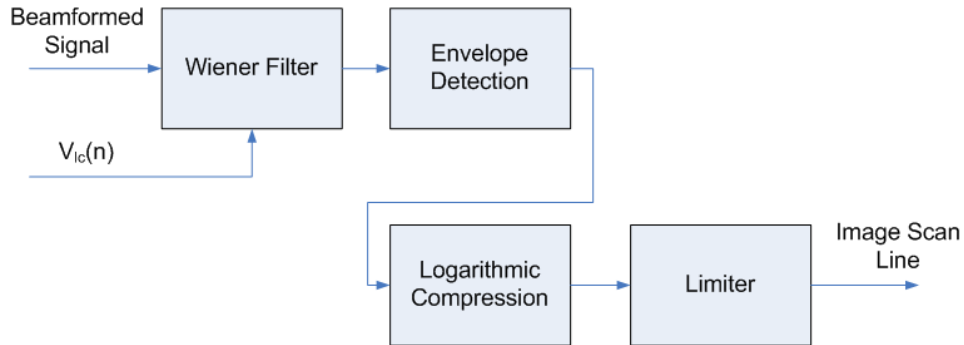 Beamformed
Signal
Wiener Filter
Envelope
Detection
Vlc(n)
Logarithmic
Compression
Limiter
Image Scan
Line